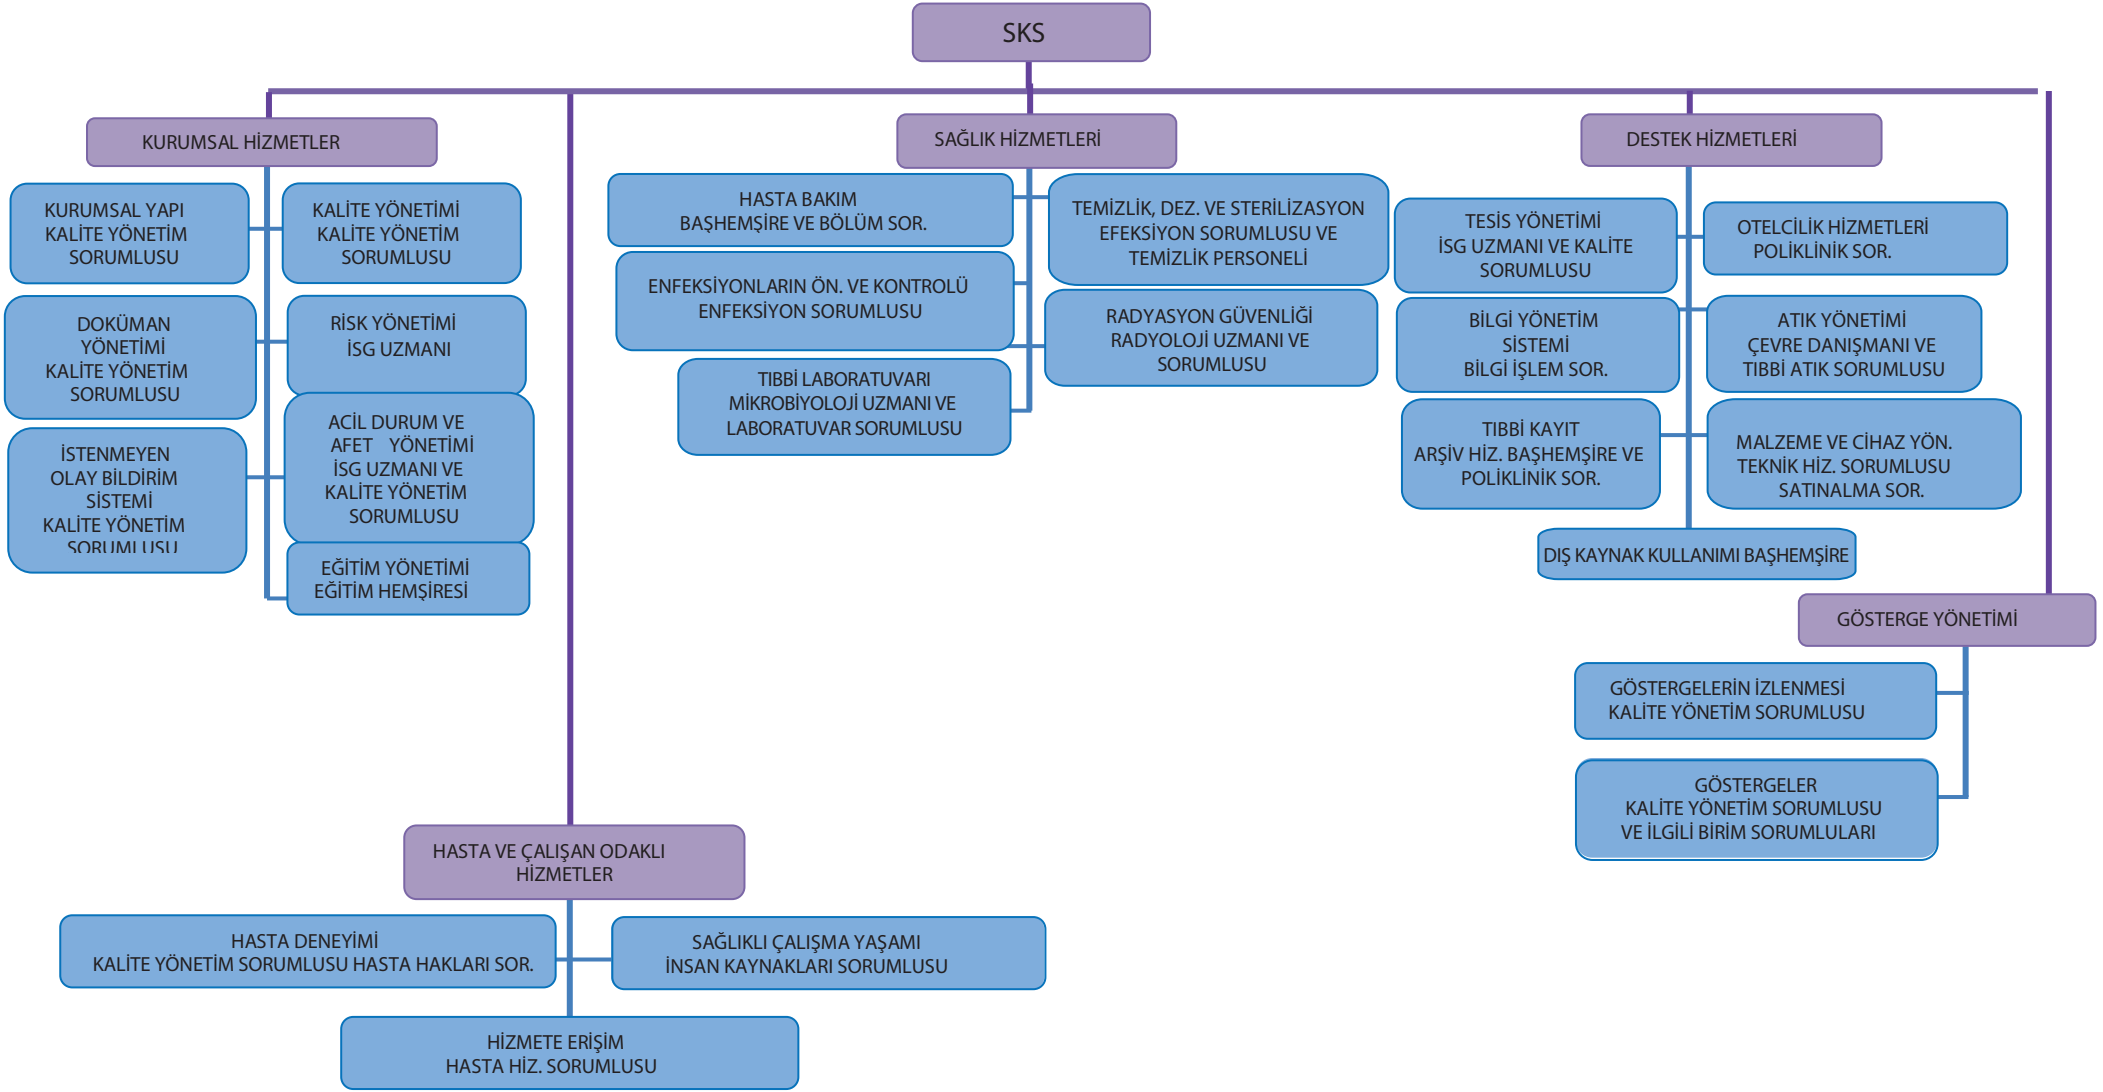 SKS
KURUMSAL HİZMETLER
KURUMSAL YAPI
KALİTE YÖNETİM
SORUMLUSU
KALİTE YÖNETİMİ
KALİTE YÖNETİM
SORUMLUSU
DOKÜMAN
YÖNETİMİ
KALİTE YÖNETİM
SORUMLUSU
RİSK YÖNETİMİ
İSG UZMANI
İSTENMEYEN
OLAY BİLDİRİM
SİSTEMİ
KALİTE YÖNETİM
SORUMLUSU
ACİL DURUM VE
AFET YÖNETİMİ
İSG UZMANI VE
KALİTE YÖNETİM
SORUMLUSU
EĞİTİM YÖNETİMİ
EĞİTİM HEMŞİRESİ
SAĞLIK HİZMETLERİ
HASTA BAKIM
BAŞHEMŞİRE VE BÖLÜM SOR.
TEMİZLİK, DEZ. VE STERİLİZASYON
EFEKSİYON SORUMLUSU VE
TEMİZLİK PERSONELİ
ENFEKSİYONLARIN ÖN. VE KONTROLÜ
ENFEKSİYON SORUMLUSU
RADYASYON GÜVENLİĞİ
RADYOLOJİ UZMANI VE
SORUMLUSU
TIBBİ LABORATUVARI
MİKROBİYOLOJİ UZMANI VE
LABORATUVAR SORUMLUSU
DESTEK HİZMETLERİ
TESİS YÖNETİMİ
İSG UZMANI VE KALİTE
SORUMLUSU
OTELCİLİK HİZMETLERİ
POLİKLİNİK SOR.
BİLGİ YÖNETİM
SİSTEMİ
BİLGİ İŞLEM SOR.
ATIK YÖNETİMİ
ÇEVRE DANIŞMANI VE
TIBBİ ATIK SORUMLUSU
TIBBİ KAYIT
ARŞİV HİZ. BAŞHEMŞİRE VE
POLİKLİNİK SOR.
MALZEME VE CİHAZ YÖN.
TEKNİK HİZ. SORUMLUSU
SATINALMA SOR.
DIŞ KAYNAK KULLANIMI BAŞHEMŞİRE
GÖSTERGE YÖNETİMİ
GÖSTERGELERİN İZLENMESİ
KALİTE YÖNETİM SORUMLUSU
GÖSTERGELER
KALİTE YÖNETİM SORUMLUSU
VE İLGİLİ BİRİM SORUMLULARI
HASTA VE ÇALIŞAN ODAKLI
HİZMETLER
HASTA DENEYİMİ
KALİTE YÖNETİM SORUMLUSU HASTA HAKLARI SOR.
SAĞLIKLI ÇALIŞMA YAŞAMI
İNSAN KAYNAKLARI SORUMLUSU
HİZMETE ERİŞİM
HASTA HİZ. SORUMLUSU